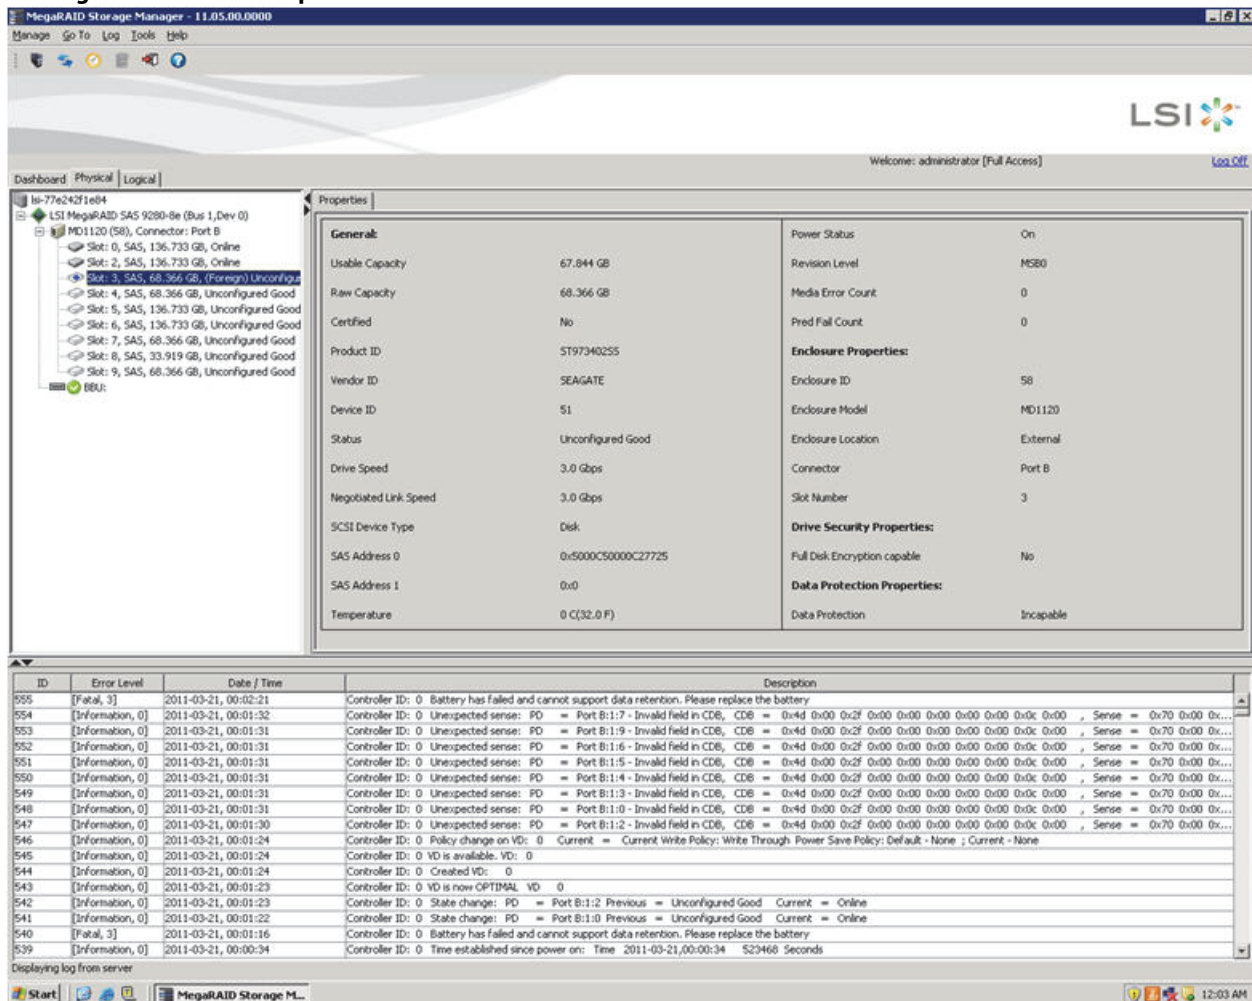 MegaRAID Storage Manager - 11.05.00.0000
Manage Go To Log Tools Help
LSI
Welcome: administrator [Full Access] Log Off
Dashboard Physical Logical
lsi-77e242f1e84
LSI MegaRAID SAS 9280-8e (Bus 1,Dev 0)
MD1120 (58), Connector: Port B
Slot: 0, SAS, 136.733 GB, Online
Slot: 2, SAS, 136.733 GB, Online
Slot: 3, SAS, 68.366 GB, (Foreign) Unconfigu
Slot: 4, SAS, 68.366 GB, Unconfigured Good
Slot: 5, SAS, 136.733 GB, Unconfigured Good
Slot: 6, SAS, 136.733 GB, Unconfigured Good
Slot: 7, SAS, 68.366 GB, Unconfigured Good
Slot: 8, SAS, 33.919 GB, Unconfigured Good
Slot: 9, SAS, 68.366 GB, Unconfigured Good
BBU:
Properties
General:
Usable Capacity 67.844 GB
Raw Capacity 68.366 GB
Certified No
Product ID ST973402SS
Vendor ID SEAGATE
Device ID 51
Status Unconfigured Good
Drive Speed 3.0 Gbps
Negotiated Link Speed 3.0 Gbps
SCSI Device Type Disk
SAS Address 0 0x5000C50000C27725
SAS Address 1 0x0
Temperature 0 C(32.0 F)
Power Status On
Revision Level MSB0
Media Error Count 0
Pred Fail Count 0
Enclosure Properties:
Enclosure ID 58
Enclosure Model MD1120
Enclosure Location External
Connector Port B
Slot Number 3
Drive Security Properties:
Full Disk Encryption capable No
Data Protection Properties:
Data Protection Incapable
ID Error Level Date / Time Description
555 [Fatal, 3] 2011-03-21, 00:02:21 Controller ID: 0 Battery has failed and cannot support data retention. Please replace the battery
554 [Information, 0] 2011-03-21, 00:01:32 Controller ID: 0 Unexpected sense: PD = Port B:1:7 - Invalid field in CDB, CDB = 0x4d 0x00 0x2f 0x00 0x00 0x00 0x00 0x00 0x0c 0x00 , Sense = 0x70 0x00 0x...
553 [Information, 0] 2011-03-21, 00:01:31 Controller ID: 0 Unexpected sense: PD = Port B:1:9 - Invalid field in CDB, CDB = 0x4d 0x00 0x2f 0x00 0x00 0x00 0x00 0x00 0x0c 0x00 , Sense = 0x70 0x00 0x...
552 [Information, 0] 2011-03-21, 00:01:31 Controller ID: 0 Unexpected sense: PD = Port B:1:6 - Invalid field in CDB, CDB = 0x4d 0x00 0x2f 0x00 0x00 0x00 0x00 0x00 0x0c 0x00 , Sense = 0x70 0x00 0x...
551 [Information, 0] 2011-03-21, 00:01:31 Controller ID: 0 Unexpected sense: PD = Port B:1:5 - Invalid field in CDB, CDB = 0x4d 0x00 0x2f 0x00 0x00 0x00 0x00 0x00 0x0c 0x00 , Sense = 0x70 0x00 0x...
550 [Information, 0] 2011-03-21, 00:01:31 Controller ID: 0 Unexpected sense: PD = Port B:1:4 - Invalid field in CDB, CDB = 0x4d 0x00 0x2f 0x00 0x00 0x00 0x00 0x00 0x0c 0x00 , Sense = 0x70 0x00 0x...
549 [Information, 0] 2011-03-21, 00:01:31 Controller ID: 0 Unexpected sense: PD = Port B:1:3 - Invalid field in CDB, CDB = 0x4d 0x00 0x2f 0x00 0x00 0x00 0x00 0x00 0x0c 0x00 , Sense = 0x70 0x00 0x...
548 [Information, 0] 2011-03-21, 00:01:31 Controller ID: 0 Unexpected sense: PD = Port B:1:0 - Invalid field in CDB, CDB = 0x4d 0x00 0x2f 0x00 0x00 0x00 0x00 0x00 0x0c 0x00 , Sense = 0x70 0x00 0x...
547 [Information, 0] 2011-03-21, 00:01:30 Controller ID: 0 Unexpected sense: PD = Port B:1:2 - Invalid field in CDB, CDB = 0x4d 0x00 0x2f 0x00 0x00 0x00 0x00 0x00 0x0c 0x00 , Sense = 0x70 0x00 0x...
546 [Information, 0] 2011-03-21, 00:01:24 Controller ID: 0 Policy change on VD: 0 Current = Current Write Policy: Write Through Power Save Policy: Default - None ; Current - None
545 [Information, 0] 2011-03-21, 00:01:24 Controller ID: 0 VD is available. VD: 0
544 [Information, 0] 2011-03-21, 00:01:24 Controller ID: 0 Created VD: 0
543 [Information, 0] 2011-03-21, 00:01:23 Controller ID: 0 VD is now OPTIMAL VD 0
542 [Information, 0] 2011-03-21, 00:01:23 Controller ID: 0 State change: PD = Port B:1:2 Previous = Unconfigured Good Current = Online
541 [Information, 0] 2011-03-21, 00:01:22 Controller ID: 0 State change: PD = Port B:1:0 Previous = Unconfigured Good Current = Online
540 [Fatal, 3] 2011-03-21, 00:01:16 Controller ID: 0 Battery has failed and cannot support data retention. Please replace the battery
539 [Information, 0] 2011-03-21, 00:00:34 Controller ID: 0 Time established since power on: Time 2011-03-21,00:00:34 523468 Seconds
Displaying log from server
Start MegaRAID Storage M... 12:03 AM